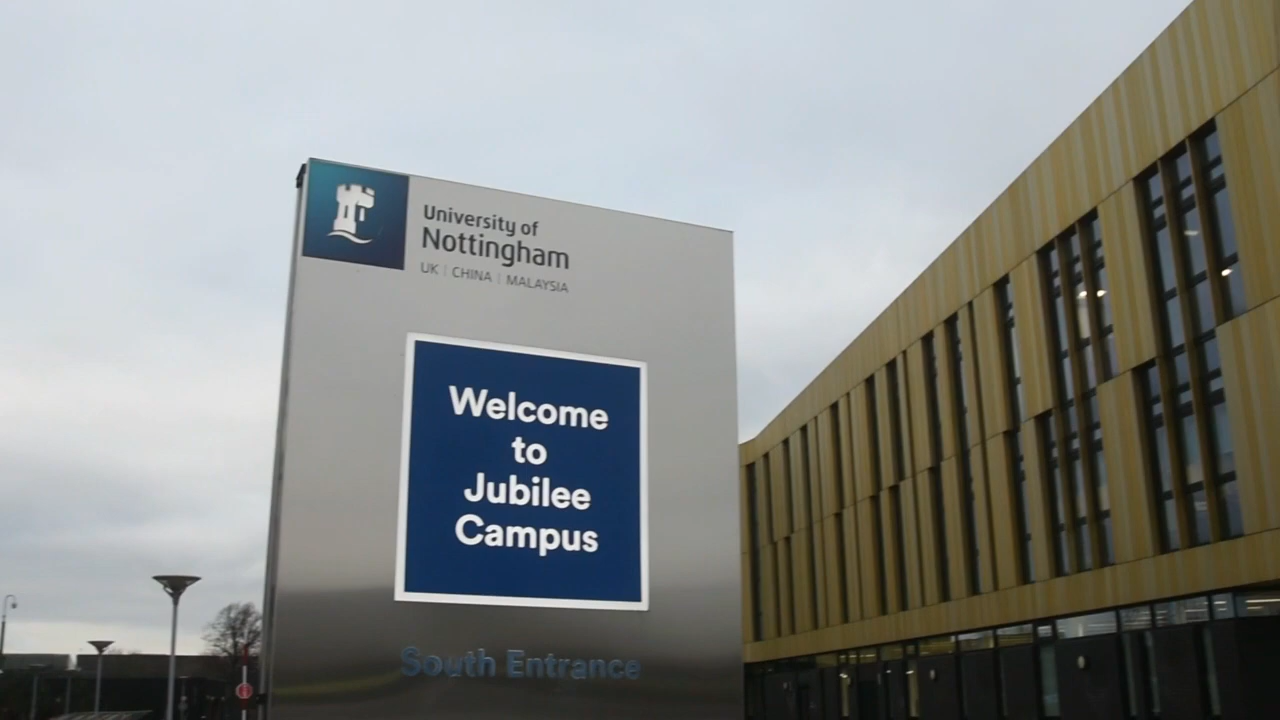 University of
Nottingham
UK | CHINA | MALAYSIA
Welcome
to
Jubilee
Campus
South Entrance